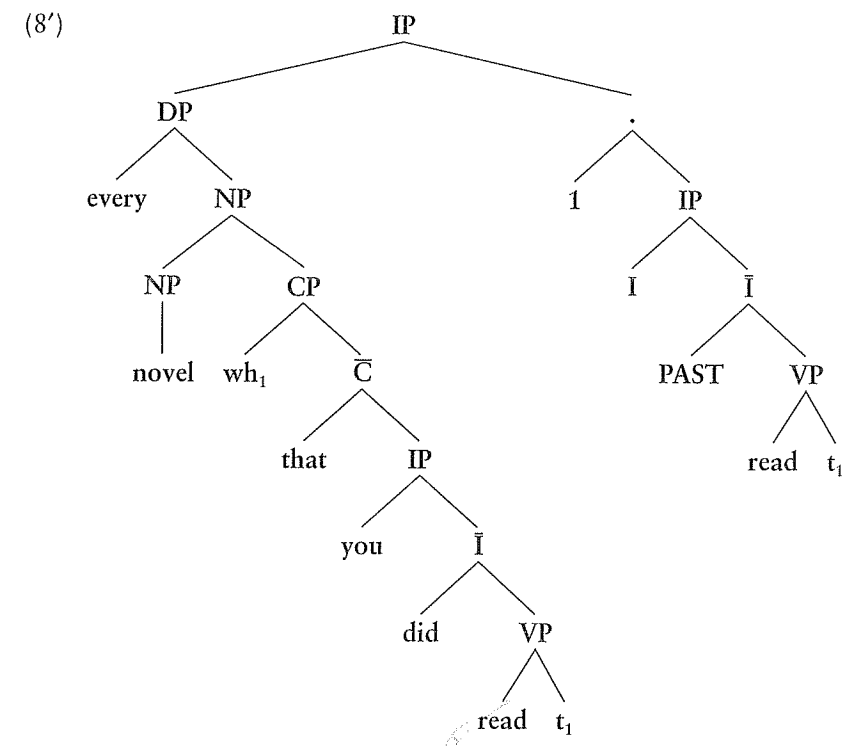 (8′) IP
DP .
every NP 1 IP
NP CP I Ī
novel wh₁ C̅ PAST VP
that IP read t₁
you Ī
did VP
read t₁